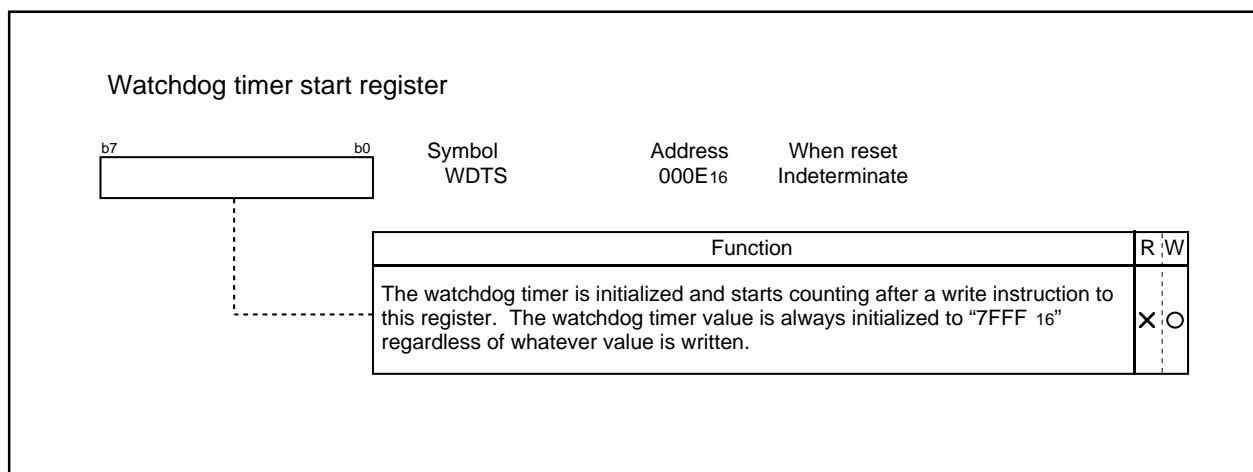 Watchdog timer start register
b7 b0 Symbol Address When reset
WDTS 000E16 Indeterminate
Function R W
The watchdog timer is initialized and starts counting after a write instruction to
this register. The watchdog timer value is always initialized to “7FFF 16”
regardless of whatever value is written.